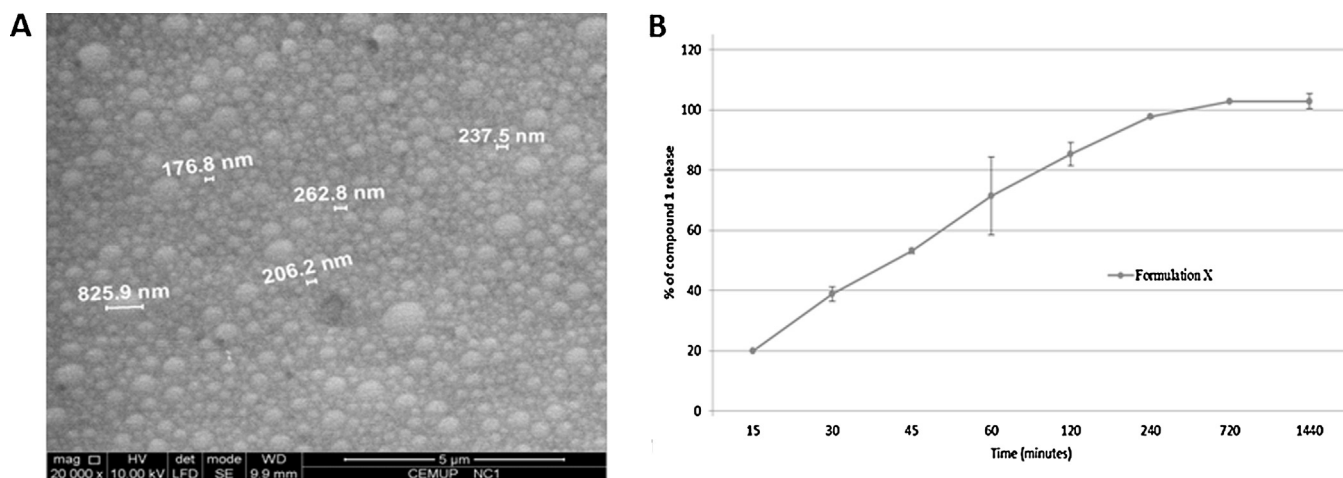 A
237.5 nm
176.8 nm
262.8 nm
206.2 nm
825.9 nm
mag HV det mode WD 5 µm
20 000 x 10.00 kV LFD SE 9.9 mm CEMUP NC1
B
120
100
80
60
40
20
0
% of compound 1 release
Formulation X
15 30 45 60 120 240 720 1440
Time (minutes)